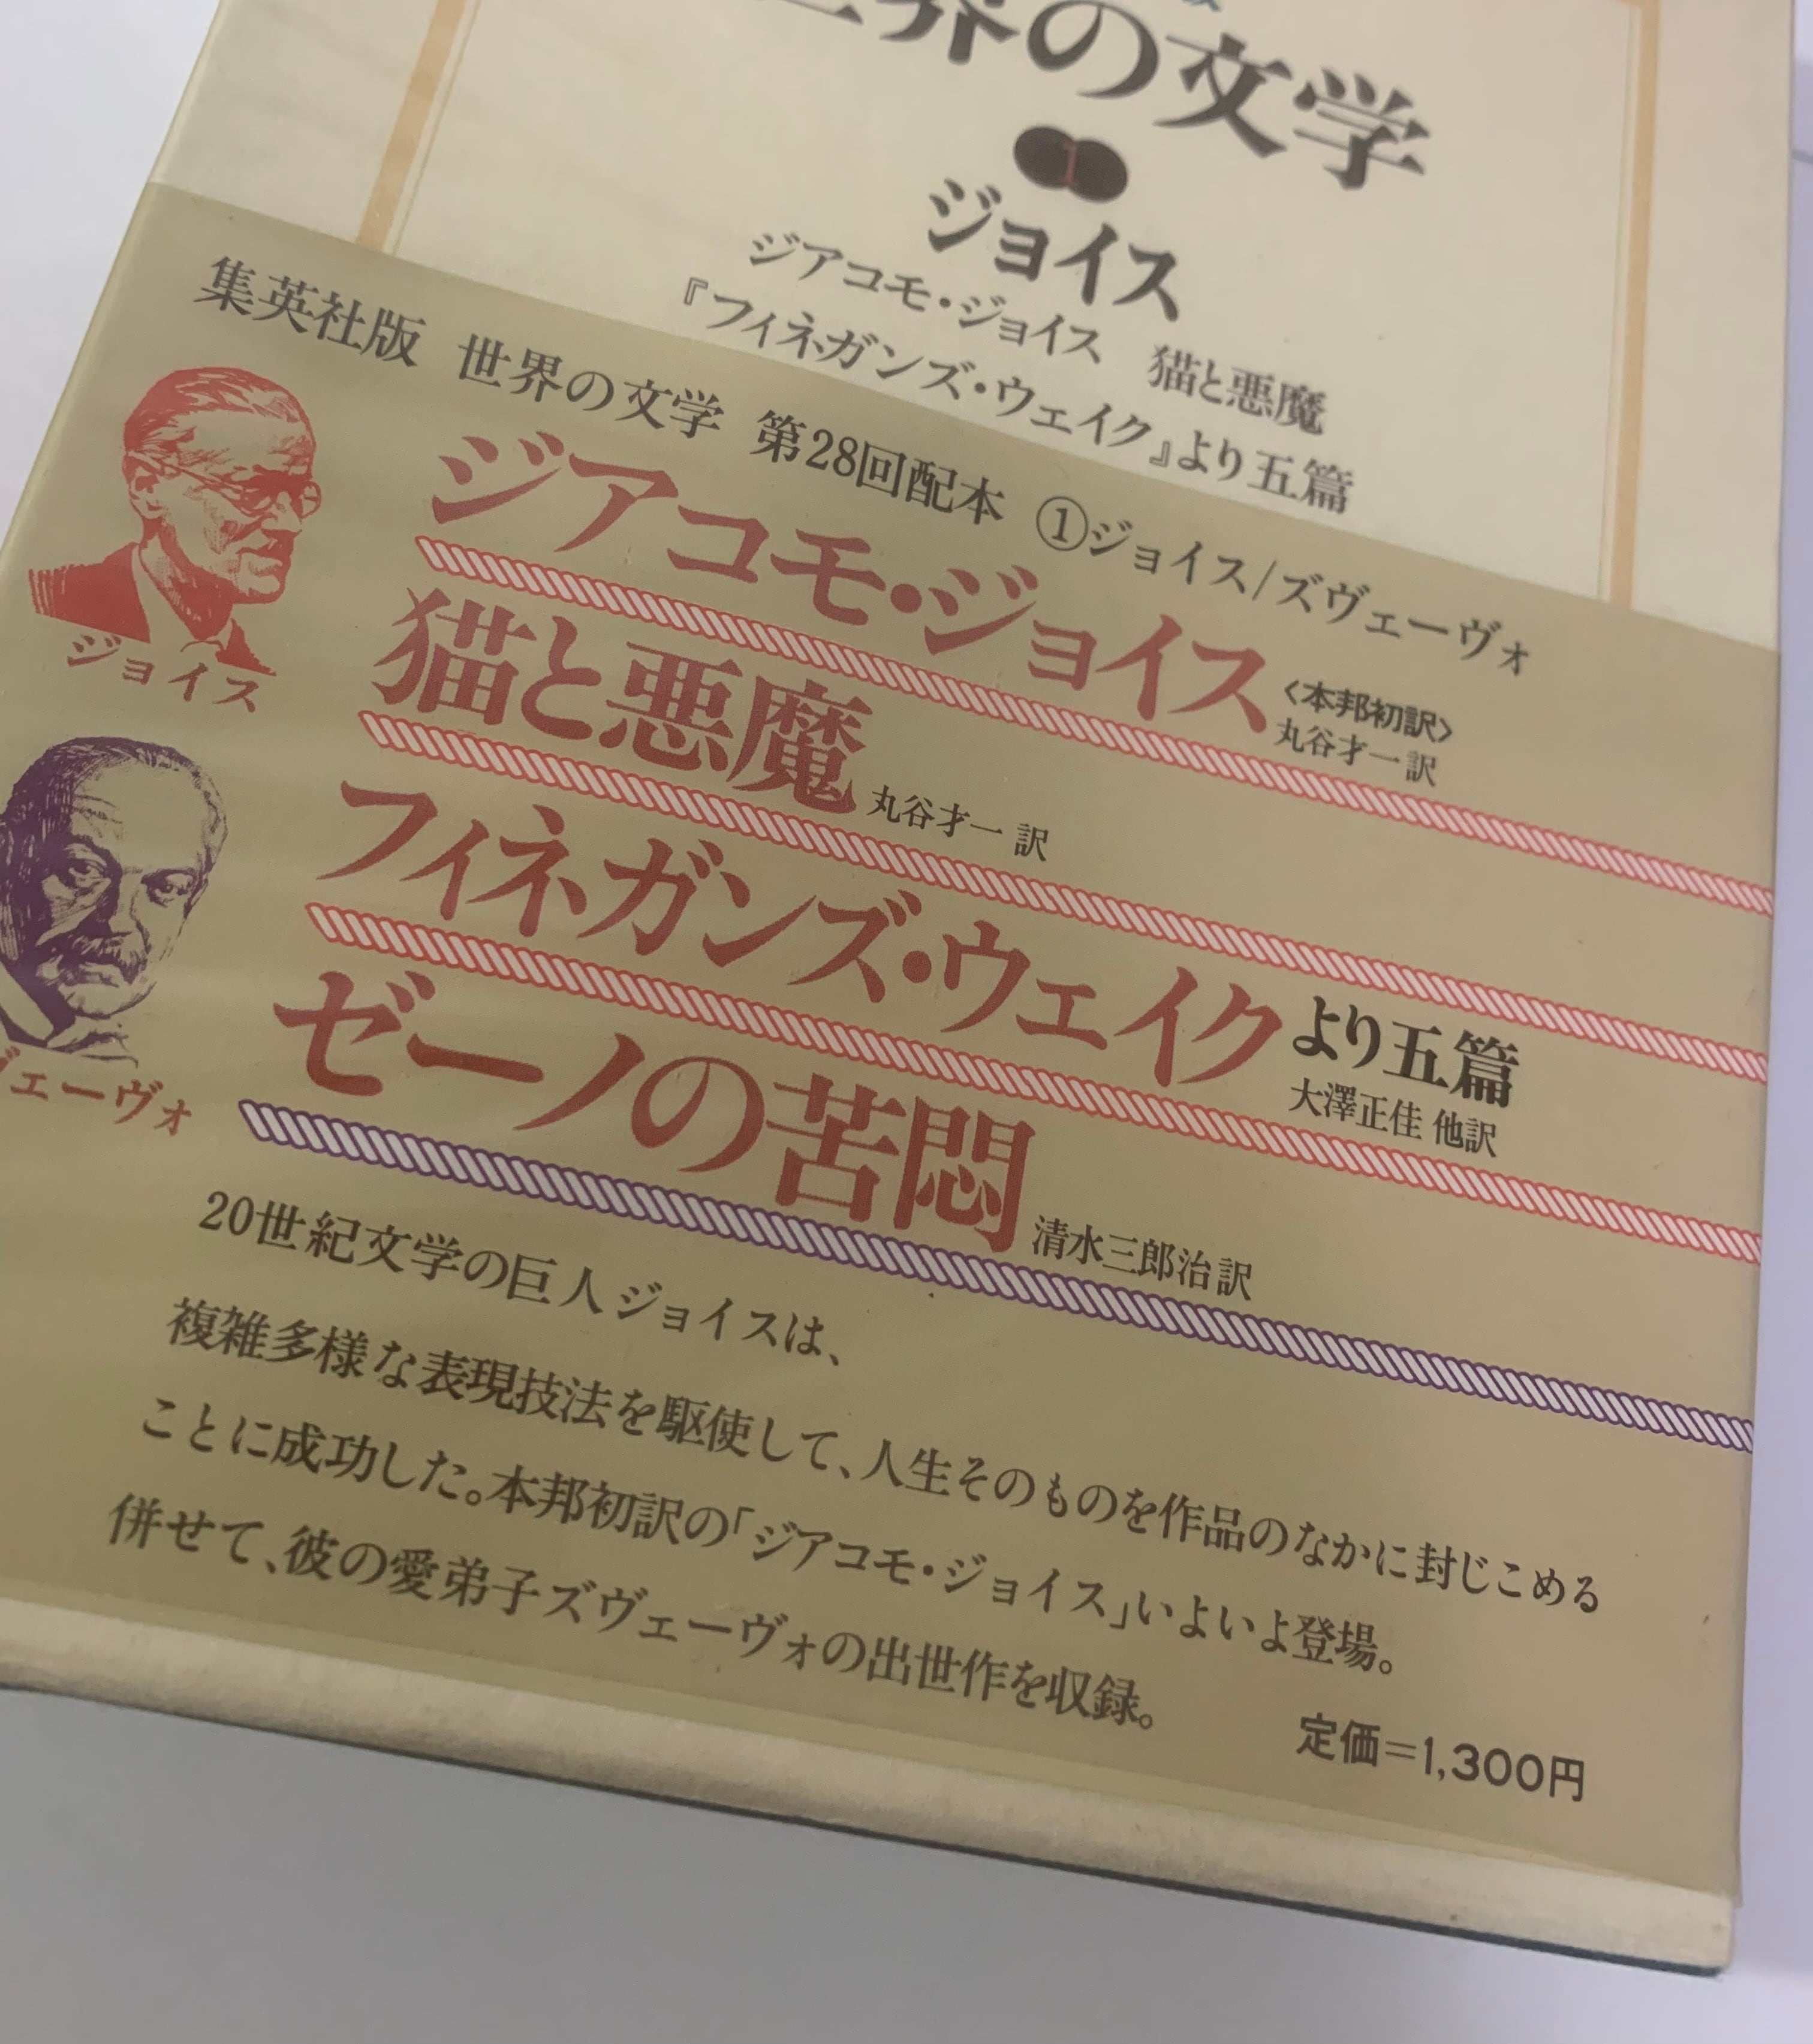 世界の文学
1
ジョイス
ジアコモ・ジョイス 猫と悪魔
『フィネガンズ・ウェイク』より五篇
集英社版 世界の文学 第28回配本 ①ジョイス/ズヴェーヴォ
ジョイス
ジアコモ・ジョイス〈本邦初訳〉
丸谷才一 訳
猫と悪魔 丸谷才一 訳
フィネガンズ・ウェイクより五篇
大澤正佳 他訳
ヴェーヴォ
ゼーノの苦悶 清水三郎治訳
20世紀文学の巨人ジョイスは、
複雑多様な表現技法を駆使して、人生そのものを作品のなかに封じこめる
ことに成功した。本邦初訳の「ジアコモ・ジョイス」いよいよ登場。
併せて、彼の愛弟子ズヴェーヴォの出世作を収録。
定価=1,300円